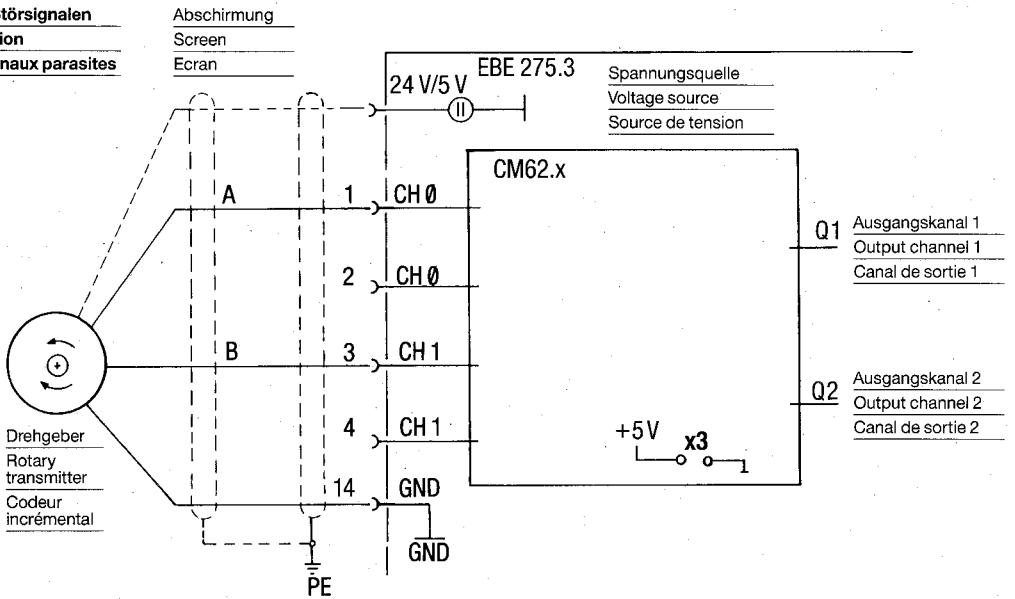 törsignalen
ion
naux parasites
Abschirmung
Screen
Ecran
24 V/5 V
EBE 275.3
Spannungsquelle
Voltage source
Source de tension
CM62.x
A
1
CH 0
2
CH 0
B
3
CH 1
4
CH 1
14
GND
GND
PE
+5V
x3
1
Q1
Ausgangskanal 1
Output channel 1
Canal de sortie 1
Q2
Ausgangskanal 2
Output channel 2
Canal de sortie 2
Drehgeber
Rotary
transmitter
Codeur
incrémental